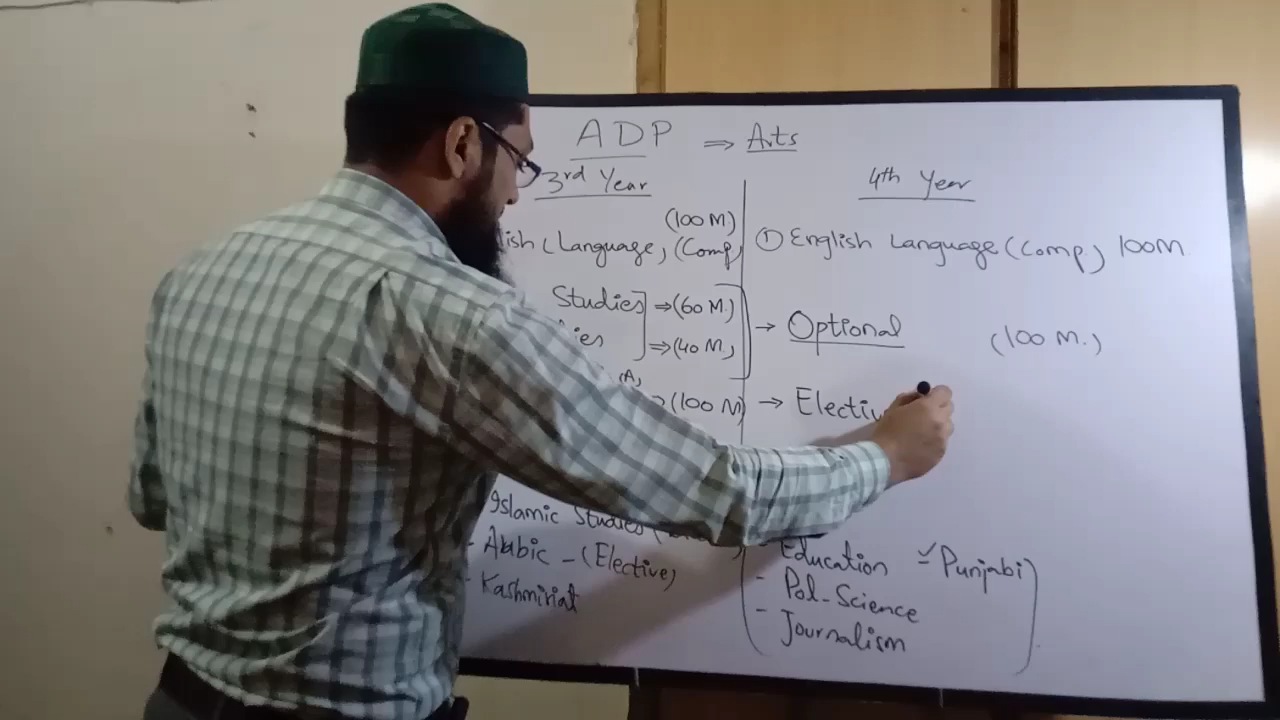 ADP ⇒ Arts
3rd Year
(100 M)
(Language, (Comp)
Studies ⇒ (60 M.)
⇒ (40 M.)
(A)
(100 M)
Islamic Studies
- Arabic - (Elective)
- Kashmiriat
4th Year
① English Language (Comp.) 100M
→ Optional (100 M.)
→ Electiv
- Education ✓ Punjabi
- Pol-Science
- Journalism